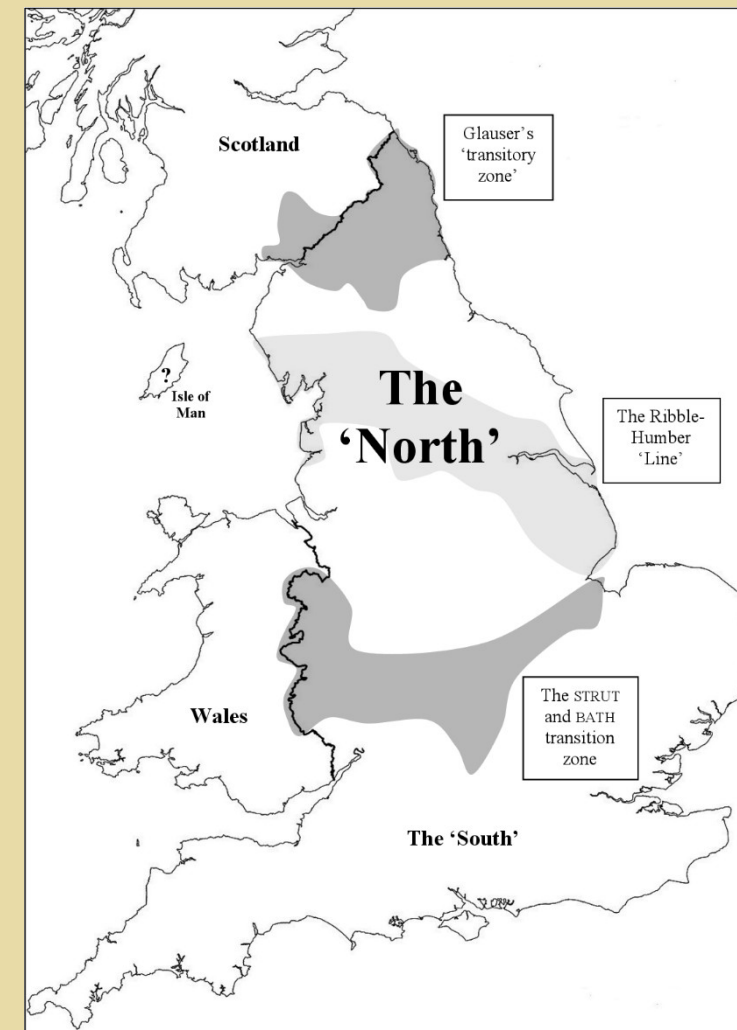 Scotland
Glauser’s
‘transitory
zone’
?
Isle of
Man
The
‘North’
The Ribble-
Humber
‘Line’
Wales
The STRUT
and BATH
transition
zone
The ‘South’